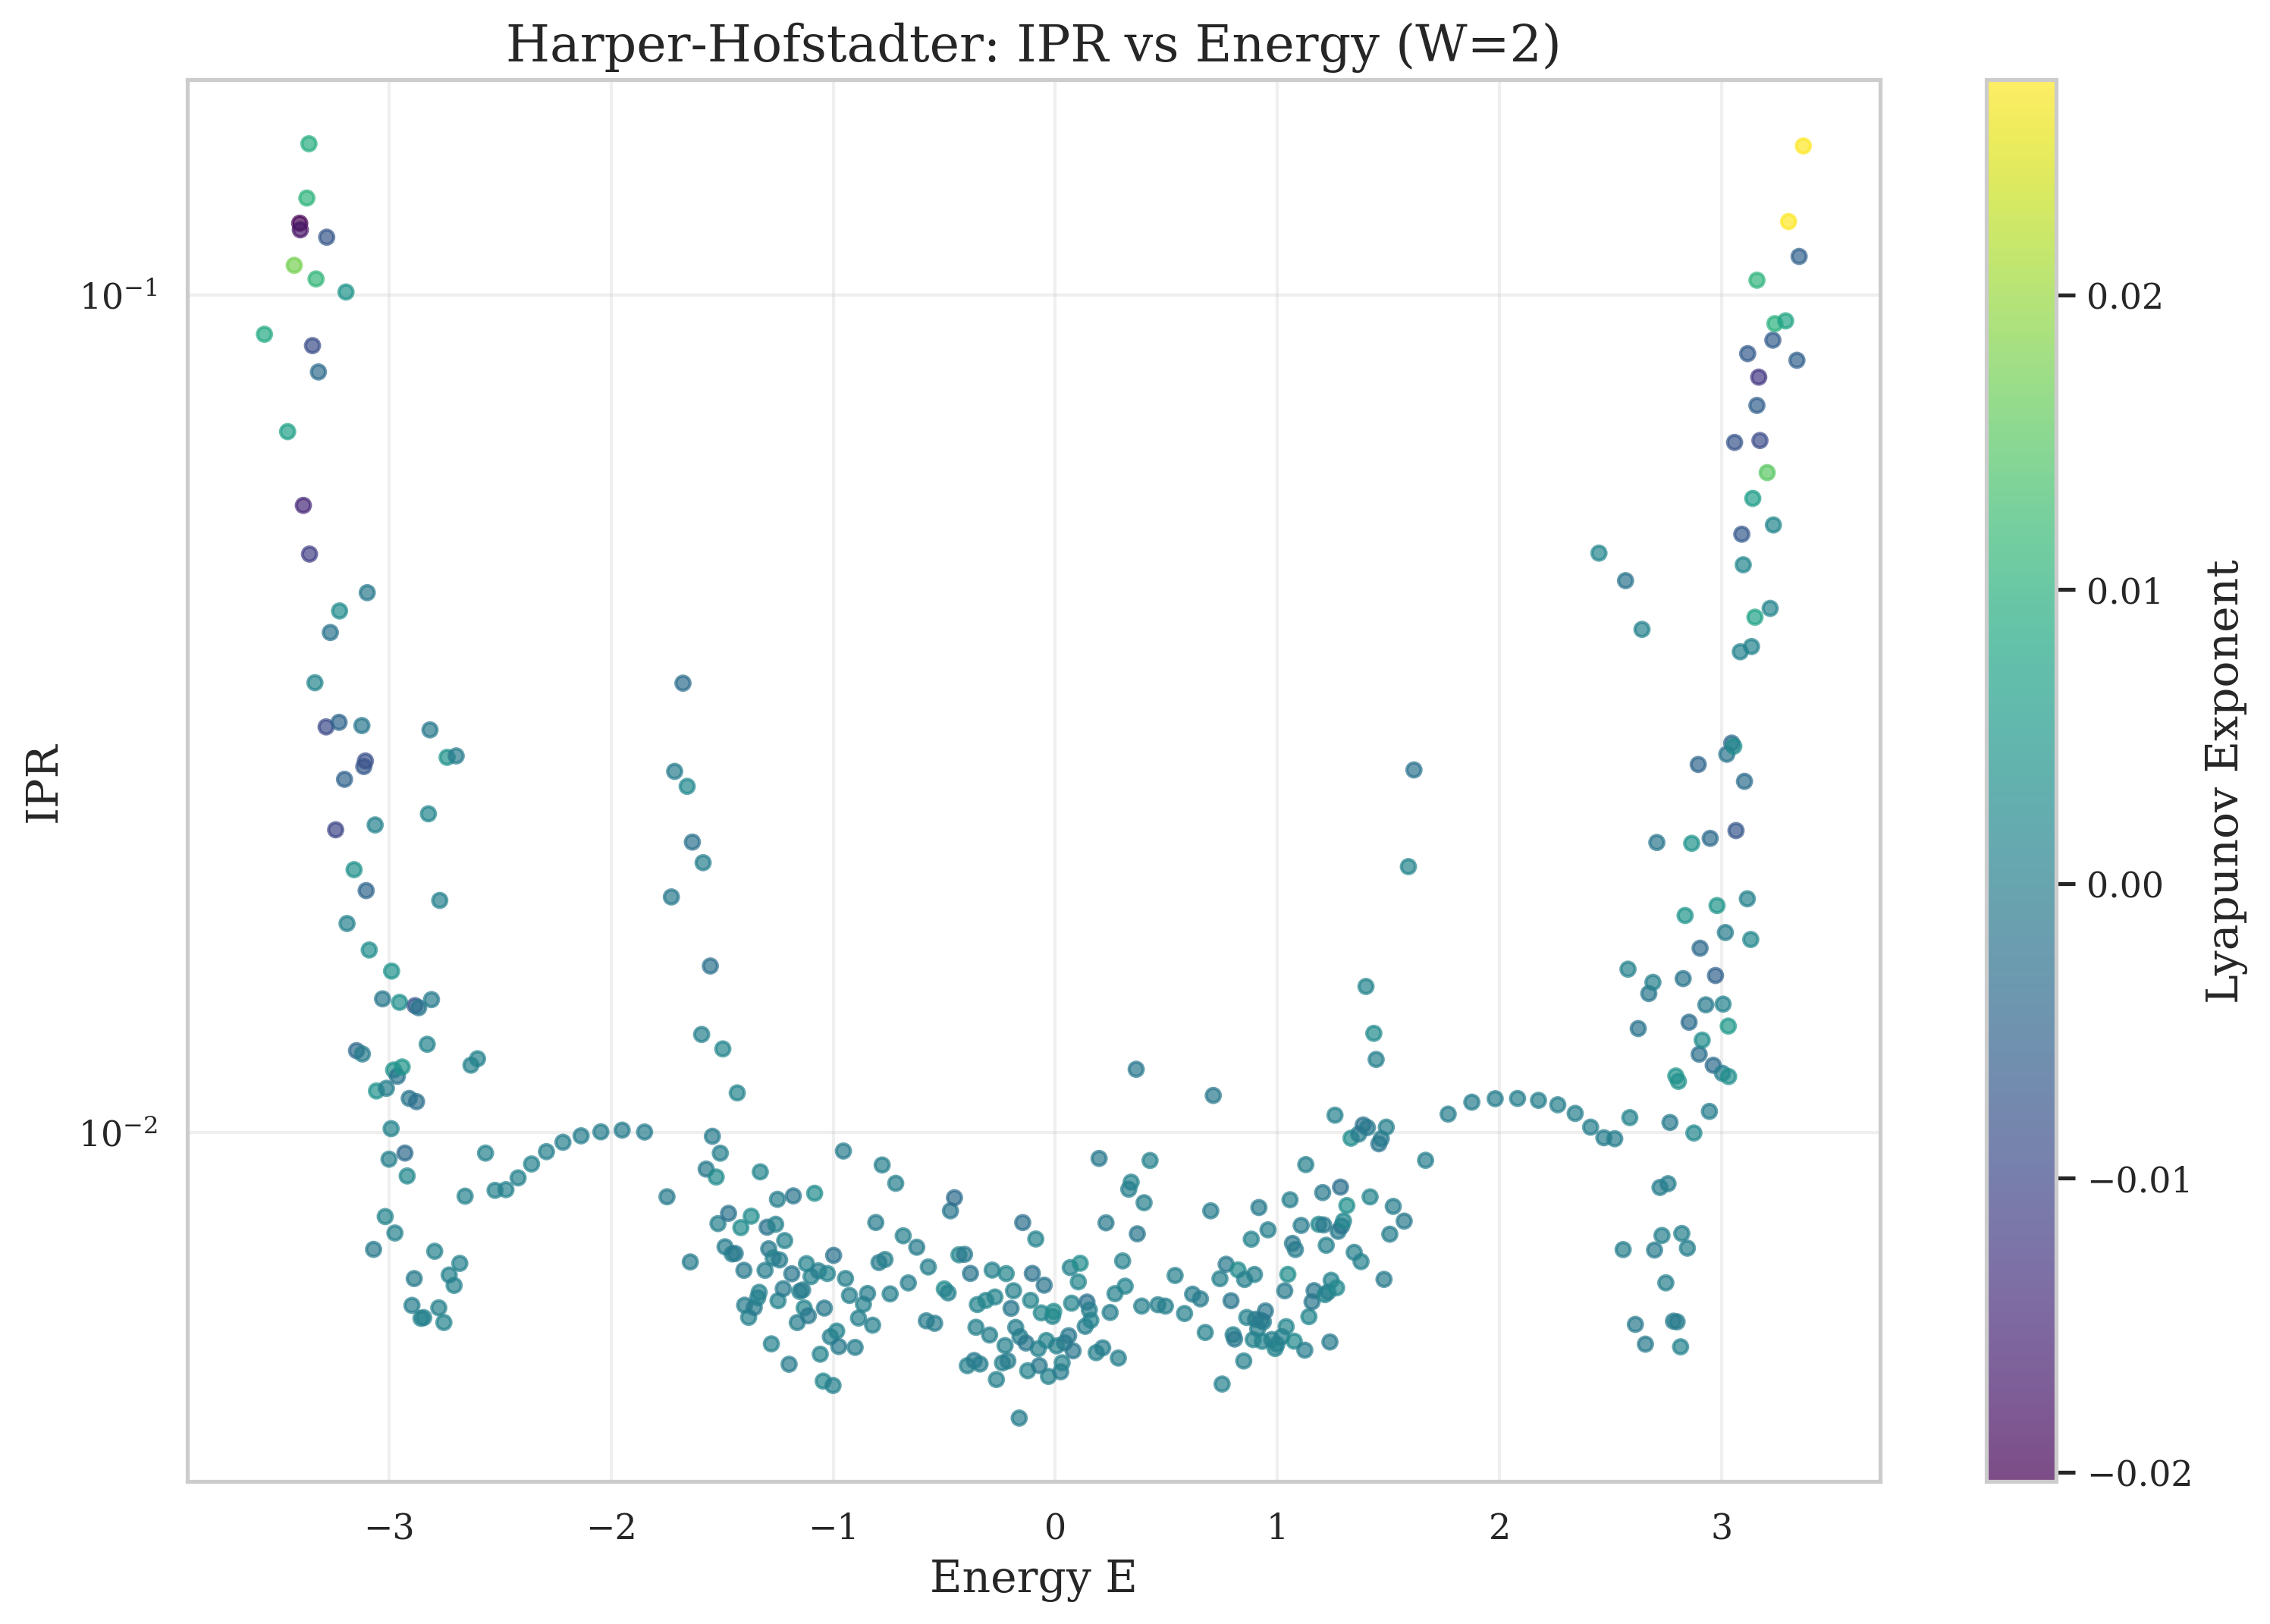 Harper-Hofstadter: IPR vs Energy (W=2)
IPR
10⁻¹
10⁻²
−3 −2 −1 0 1 2 3
Energy E
0.02
0.01
0.00
−0.01
−0.02
Lyapunov Exponent